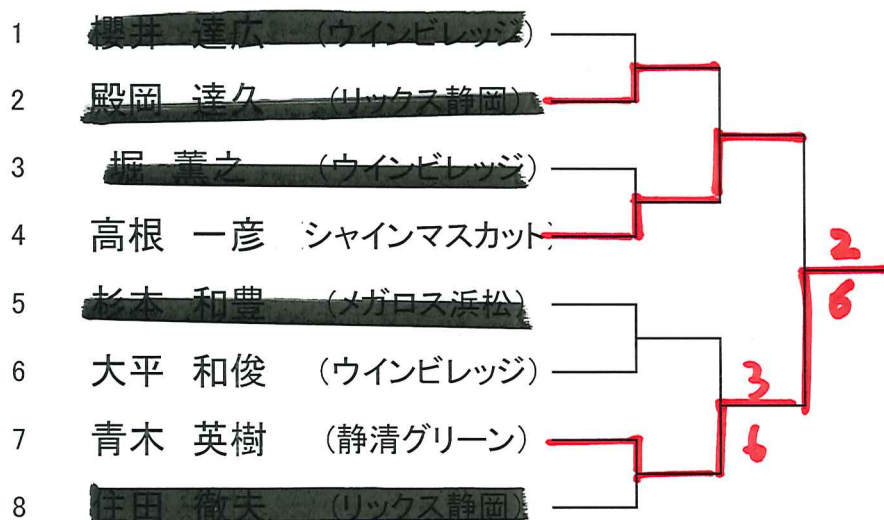 1 櫻井 達広 (ウインビレッジ)
2 殿岡 達久 (リックス静岡)
3 堀 薫之 (ウインビレッジ)
4 高根 一彦 シャインマスカット)
5 杉本 和豊 (メガロス浜松)
6 大平 和俊 (ウインビレッジ)
7 青木 英樹 (静清グリーン)
8 住田 徹夫 (リックス静岡)
2
6
3
6